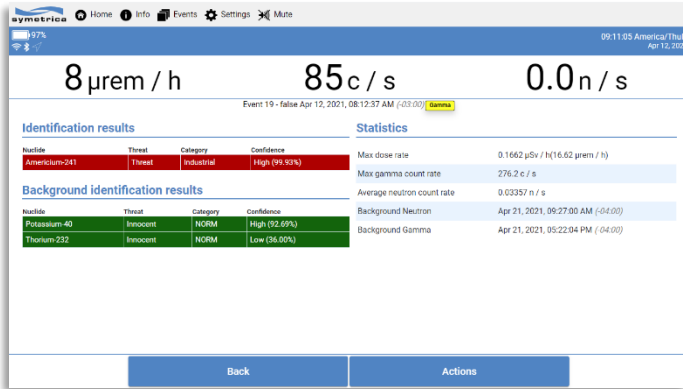 symetrica Home Info Events Settings Mute
97%
09:11:05 America/Thul
Apr 12, 202
8 µrem / h 85 c / s 0.0 n / s
Event 19 - false Apr 12, 2021, 08:12:37 AM (-03:00) Gamma
Identification results
Nuclide Threat Category Confidence
Americium-241 Threat Industrial High (99.93%)
Background identification results
Nuclide Threat Category Confidence
Potassium-40 Innocent NORM High (92.69%)
Thorium-232 Innocent NORM Low (36.00%)
Statistics
Max dose rate 0.1662 µSv / h(16.62 µrem / h)
Max gamma count rate 276.2 c / s
Average neutron count rate 0.03357 n / s
Background Neutron Apr 21, 2021, 09:27:00 AM (-04:00)
Background Gamma Apr 21, 2021, 05:22:04 PM (-04:00)
Back Actions